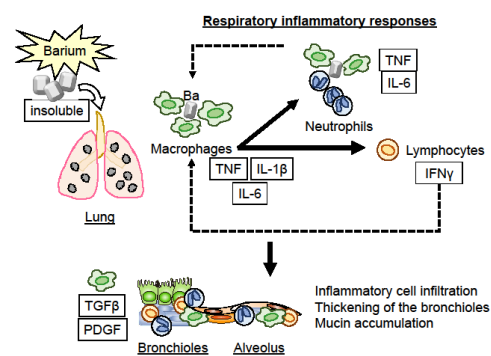 Respiratory inflammatory responses
Barium
insoluble
Lung
Ba
Macrophages
TNF
IL-1β
IL-6
TNF
IL-6
Neutrophils
Lymphocytes
IFNγ
TGFβ
PDGF
Bronchioles
Alveolus
Inflammatory cell infiltration
Thickening of the bronchioles
Mucin accumulation